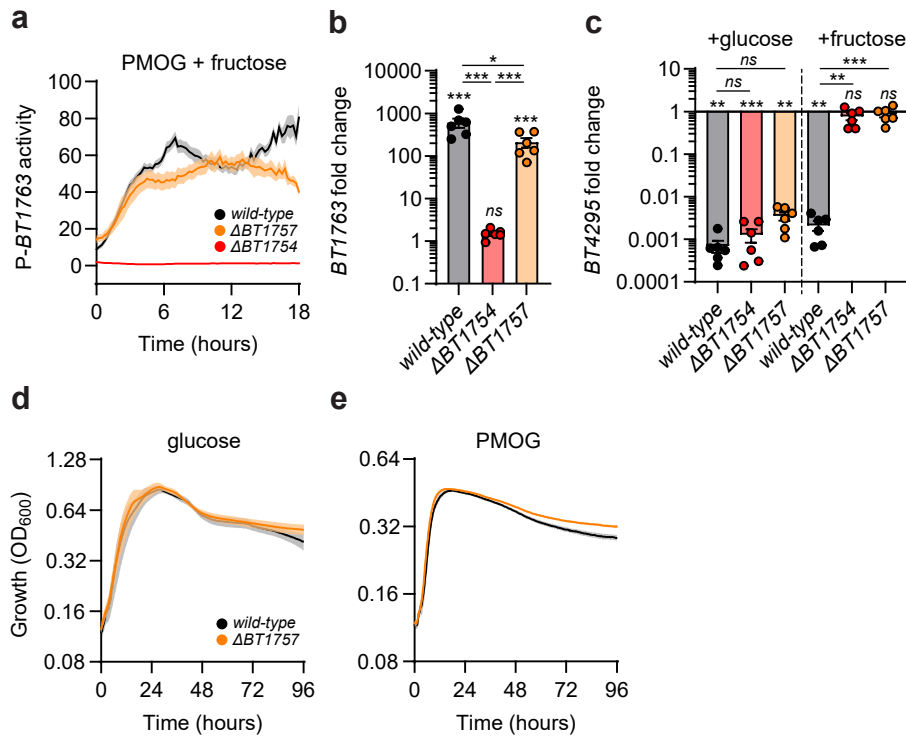 a
PMOG + fructose
P-BT1763 activity
100
80
60
40
20
0
0 6 12 18
Time (hours)
wild-type
ΔBT1757
ΔBT1754
b
BT1763 fold change
10000
1000
100
10
1
0.1
*
*** ***
***
ns
***
wild-type
ΔBT1754
ΔBT1757
c
+glucose +fructose
BT4295 fold change
10
1
0.1
0.01
0.001
0.0001
ns
ns
** *** **
***
**
** ns ns
wild-type
ΔBT1754
ΔBT1757
wild-type
ΔBT1754
ΔBT1757
d
glucose
Growth (OD600)
1.28
0.64
0.32
0.16
0.08
0 24 48 72 96
Time (hours)
wild-type
ΔBT1757
e
PMOG
0.64
0.32
0.16
0.08
0 24 48 72 96
Time (hours)